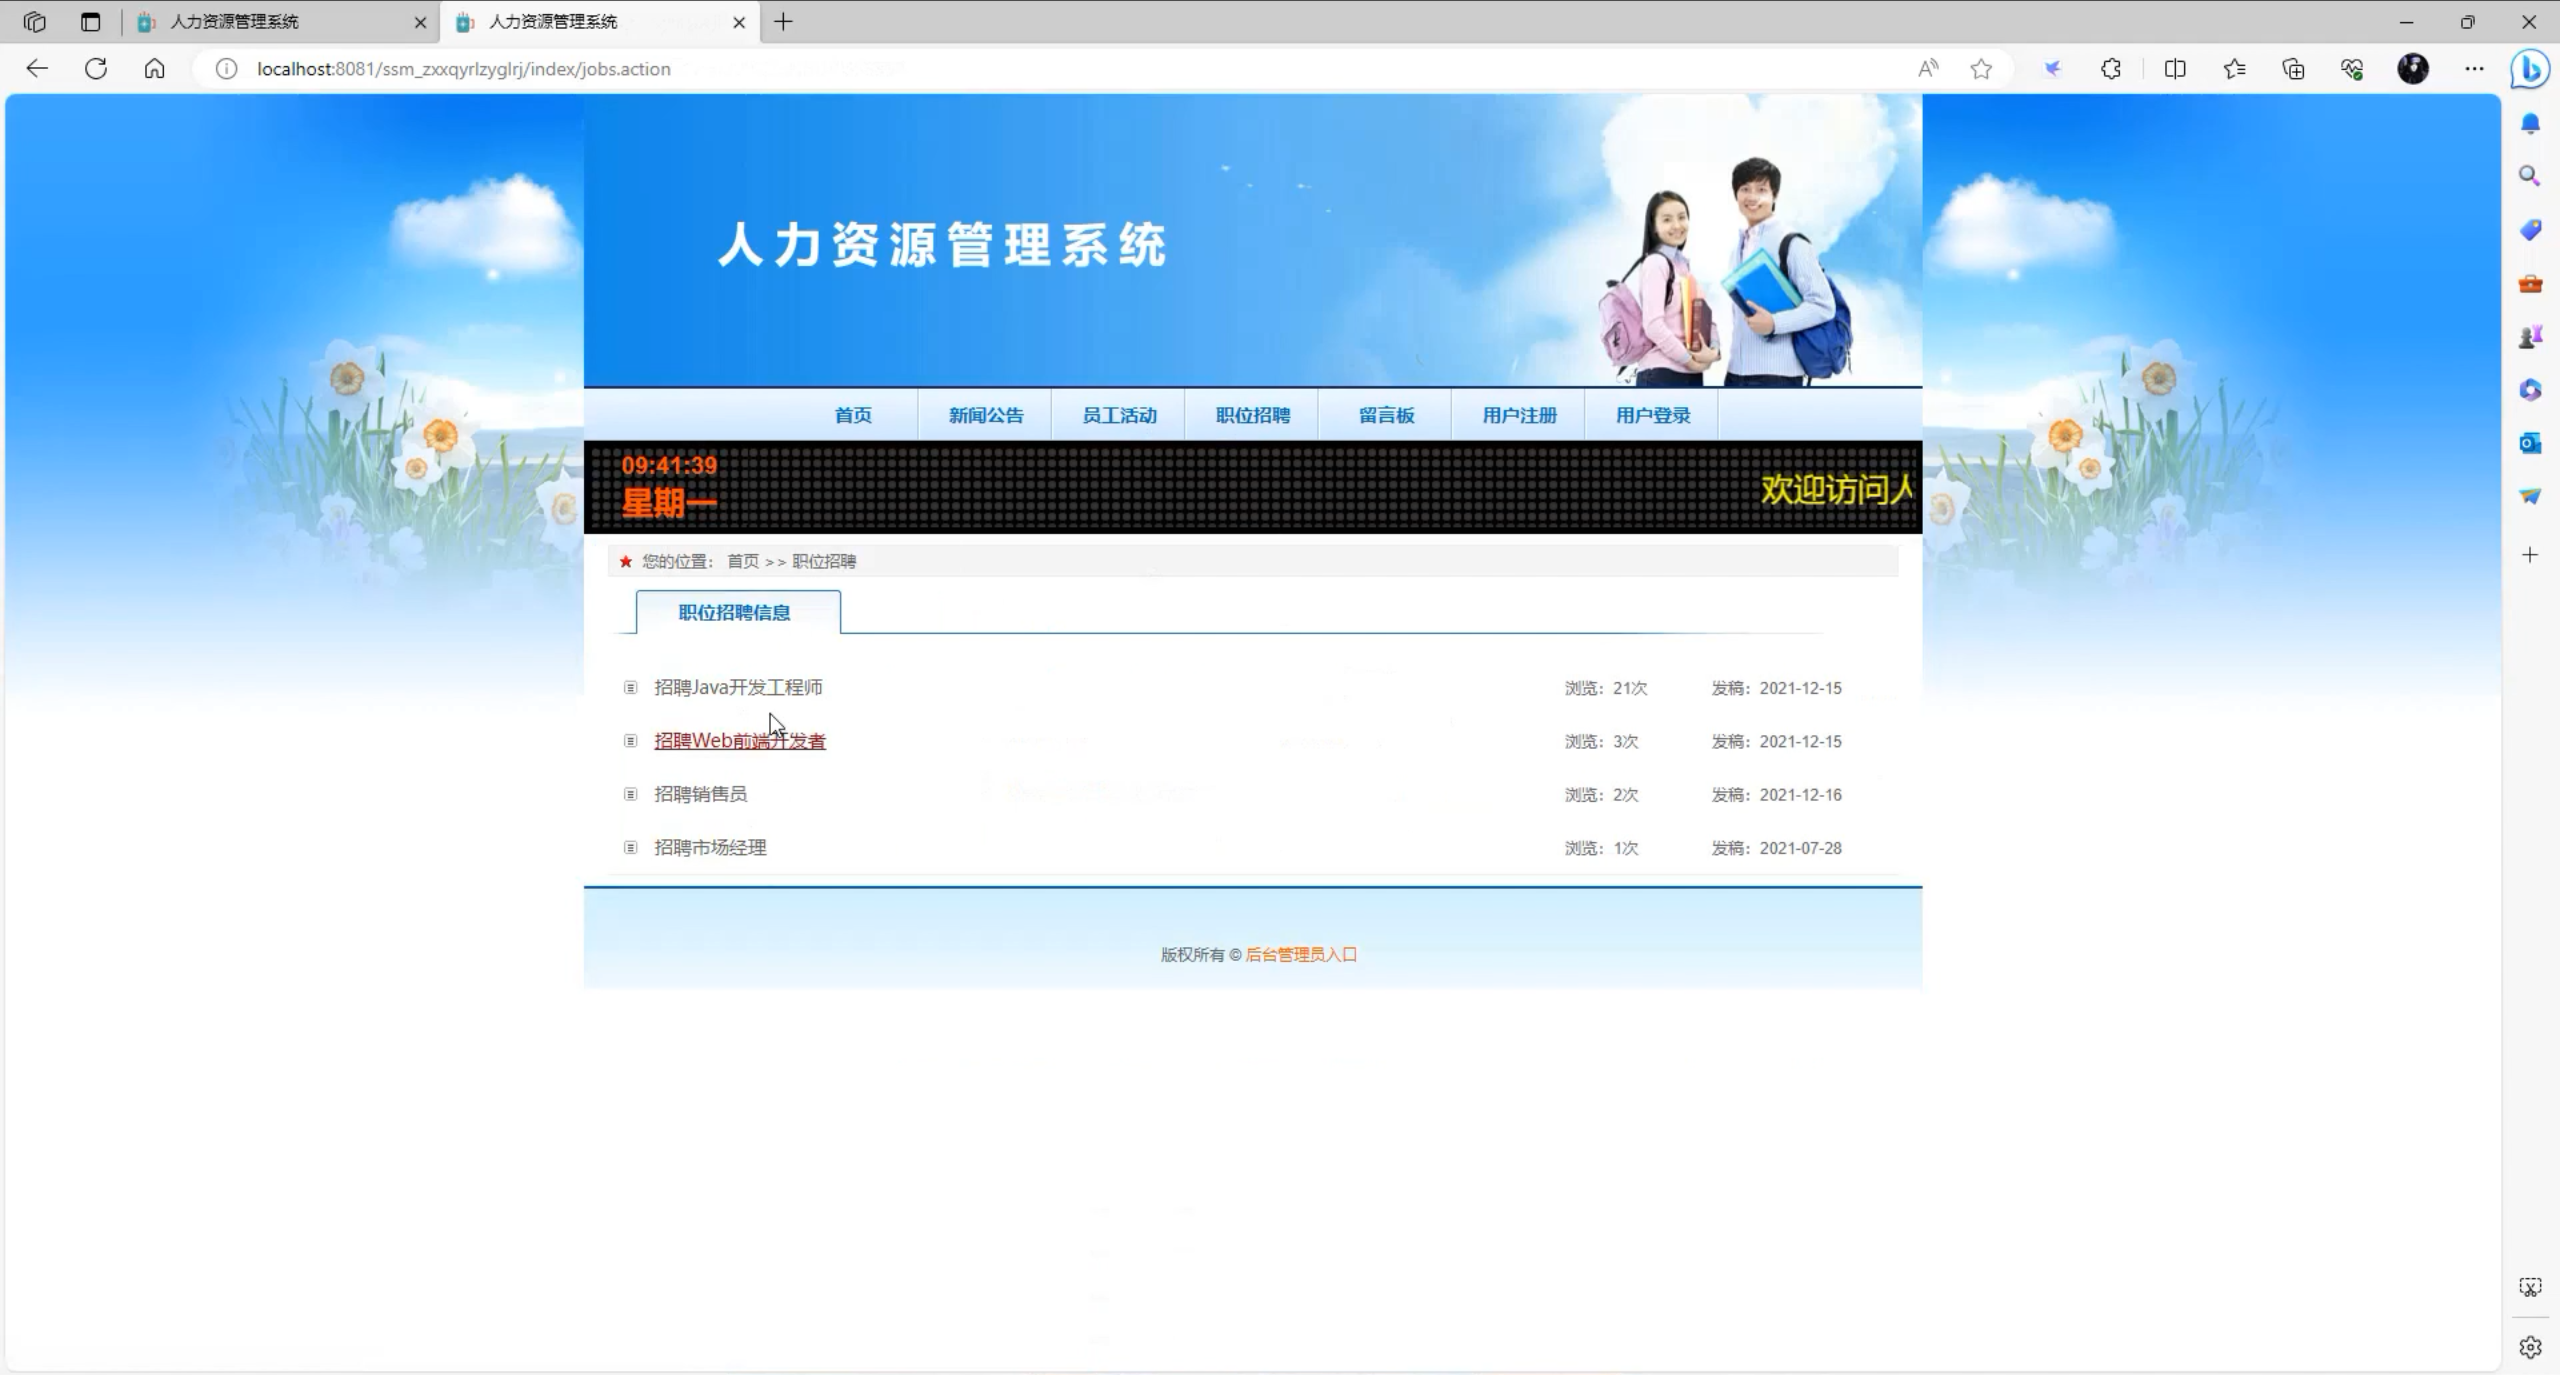 人力资源管理系统
人力资源管理系统
localhost:8081/ssm_zxxqyrlzyglrj/index/jobs.action
人力资源管理系统
首页 新闻公告 员工活动 职位招聘 留言板 用户注册 用户登录
09:41:39
星期一
欢迎访问人
您的位置： 首页 >> 职位招聘
职位招聘信息
招聘Java开发工程师 浏览：21次 发稿：2021-12-15
招聘Web前端开发者 浏览：3次 发稿：2021-12-15
招聘销售员 浏览：2次 发稿：2021-12-16
招聘市场经理 浏览：1次 发稿：2021-07-28
版权所有 © 后台管理员入口